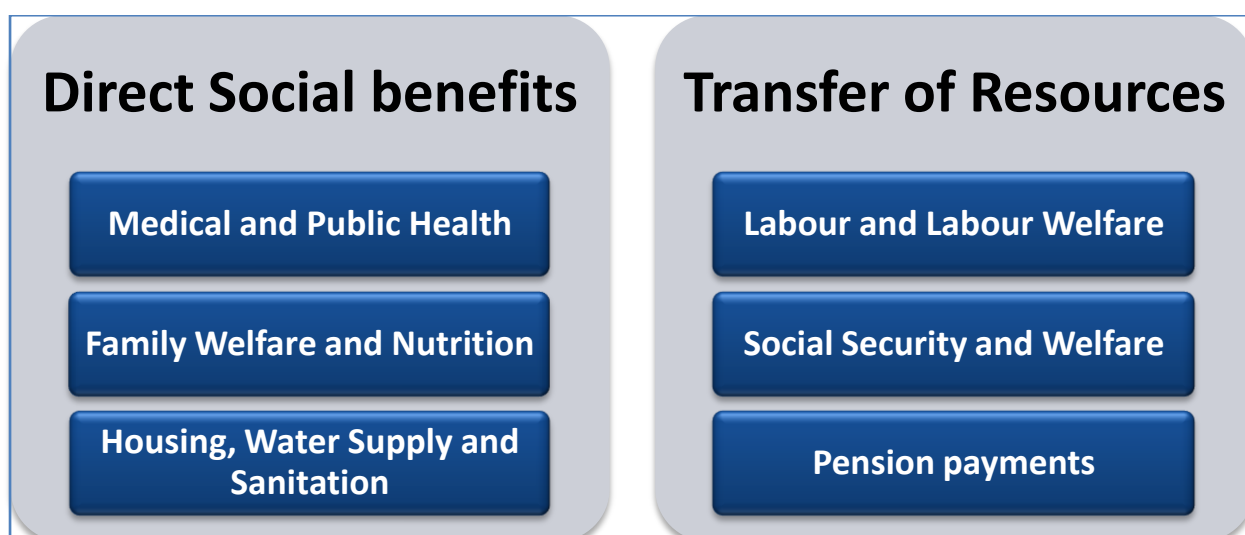 Direct Social benefits
Medical and Public Health
Family Welfare and Nutrition
Housing, Water Supply and
Sanitation
Transfer of Resources
Labour and Labour Welfare
Social Security and Welfare
Pension payments